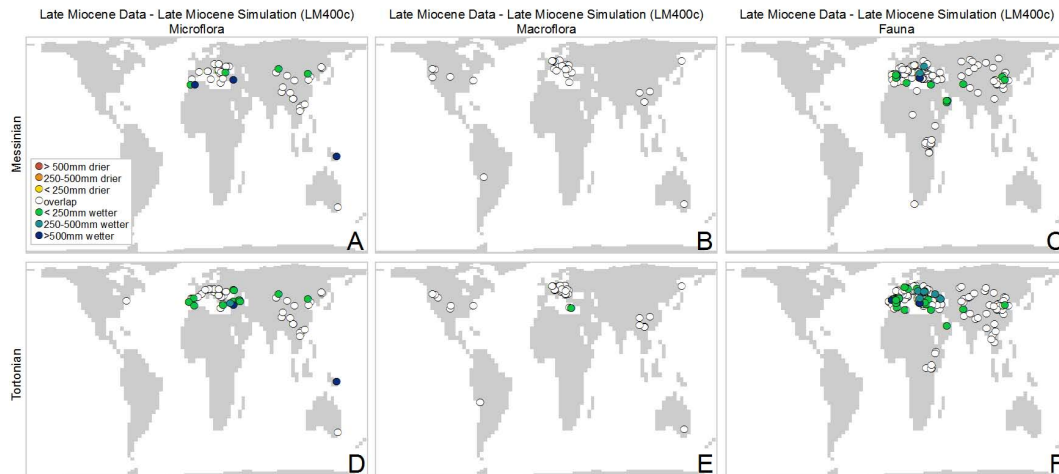 Late Miocene Data - Late Miocene Simulation (LM400c)
Microflora
Late Miocene Data - Late Miocene Simulation (LM400c)
Macroflora
Late Miocene Data - Late Miocene Simulation (LM400c)
Fauna
Messinian
> 500mm drier
250-500mm drier
< 250mm drier
overlap
< 250mm wetter
250-500mm wetter
>500mm wetter
A
B
C
Tortonian
D
E
F